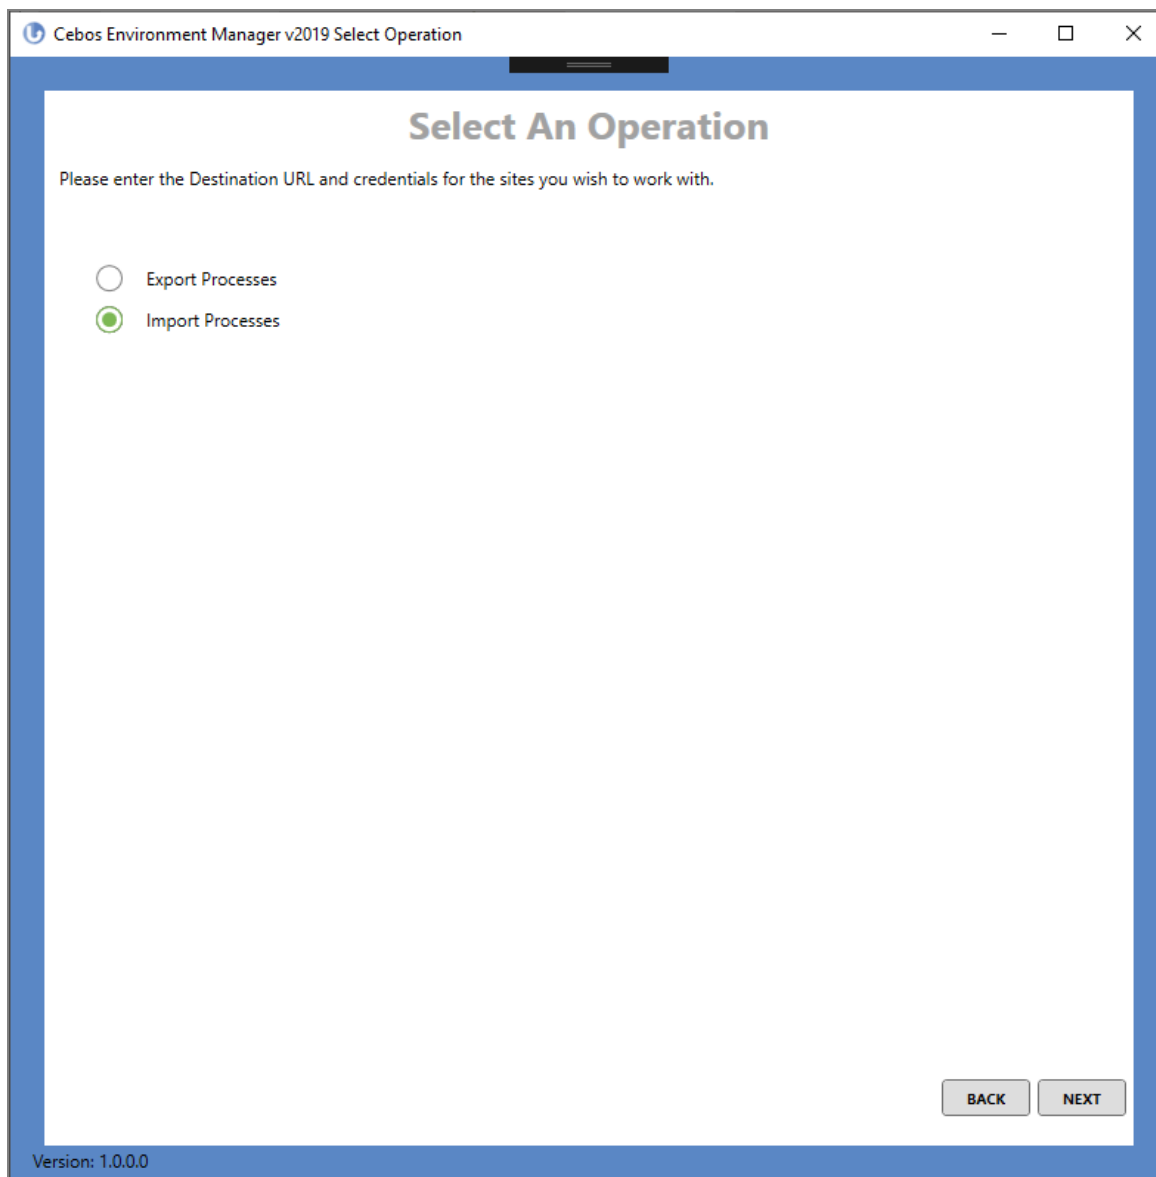 Cebos Environment Manager v2019 Select Operation
Select An Operation
Please enter the Destination URL and credentials for the sites you wish to work with.
Export Processes
Import Processes
BACK NEXT
Version: 1.0.0.0